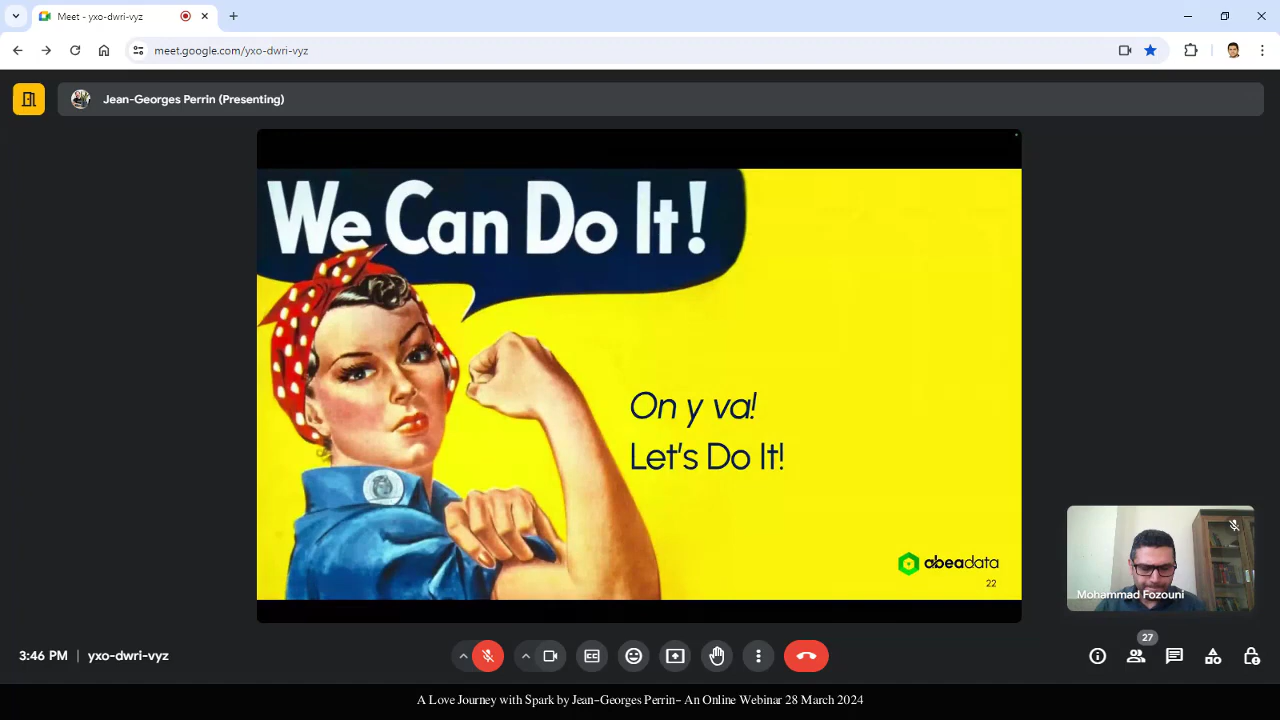 Meet - yxo-dwri-vyz
meet.google.com/yxo-dwri-vyz
Jean-Georges Perrin (Presenting)
We Can Do It!
On y va!
Let's Do It!
abeadata
22
Mohammad Fozouni
3:46 PM | yxo-dwri-vyz
CC
27
A Love Journey with Spark by Jean-Georges Perrin- An Online Webinar 28 March 2024